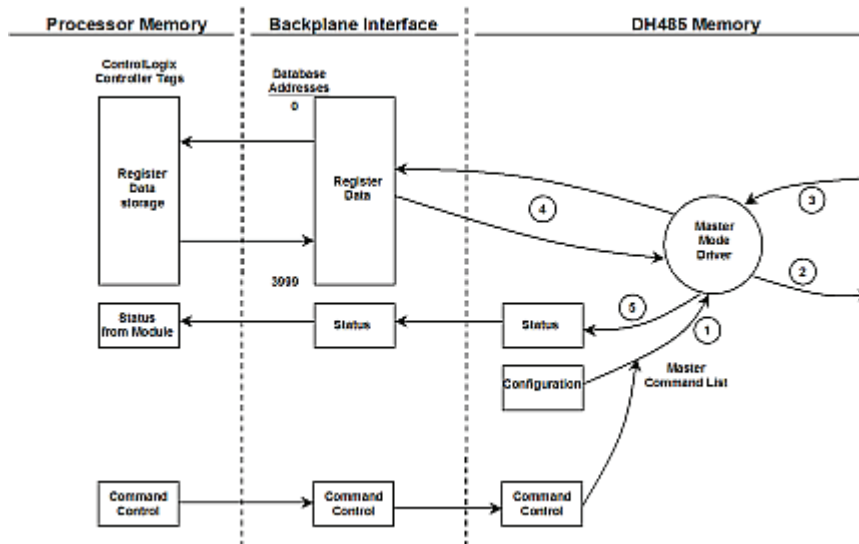 Processor Memory
Backplane Interface
DH485 Memory
ControlLogix
Controller Tags
Database
Addresses
0
Register
Data
storage
Register
Data
3999
4
Master
Mode
Driver
3
2
Status
from Module
Status
Status
5
1
Configuration
Master
Command List
Command
Control
Command
Control
Command
Control